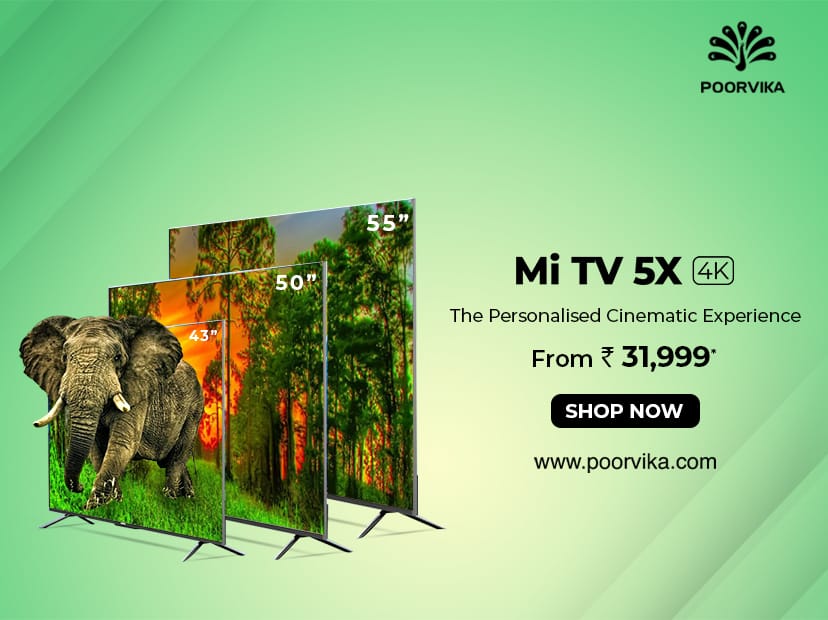 POORVIKA
55”
50”
43”
Mi TV 5X 4K
The Personalised Cinematic Experience
From ₹ 31,999*
SHOP NOW
www.poorvika.com